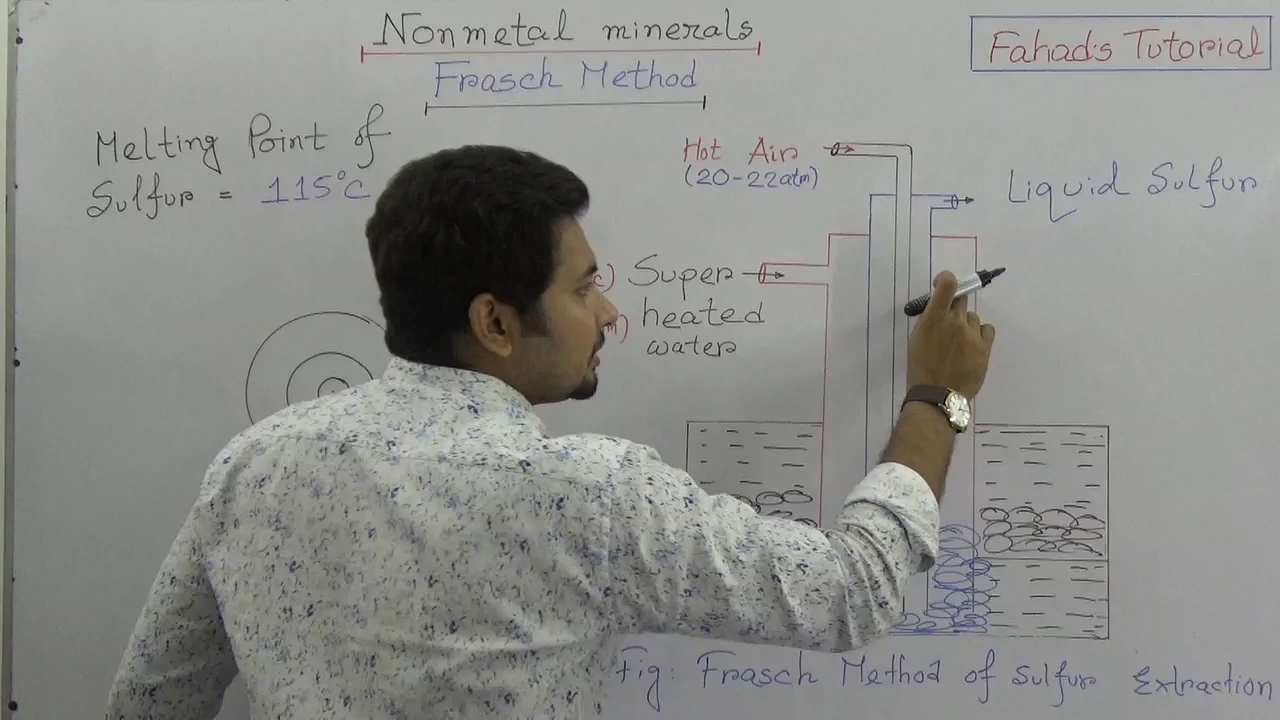 Nonmetal minerals
Fahad's Tutorial
Frasch Method
Melting Point of
Sulfur = 115°C
Hot Air
(20-22atm)
Liquid Sulfur
Super
heated
water
Fig: Frasch Method of Sulfur Extraction